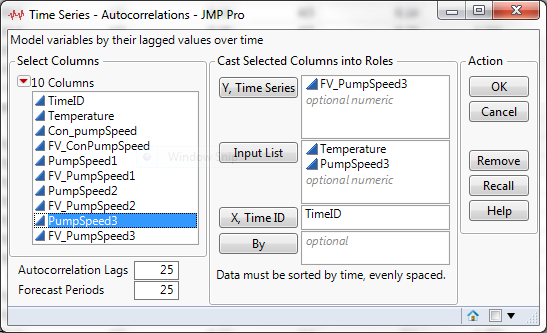 Time Series - Autocorrelations - JMP Pro
Model variables by their lagged values over time
Select Columns
10 Columns
TimeID
Temperature
Con_pumpSpeed
FV_ConPumpSpeed
PumpSpeed1
FV_PumpSpeed1
PumpSpeed2
FV_PumpSpeed2
PumpSpeed3
FV_PumpSpeed3
Autocorrelation Lags 25
Forecast Periods 25
Cast Selected Columns into Roles
Y, Time Series
FV_PumpSpeed3
optional numeric
Input List
Temperature
PumpSpeed3
optional numeric
X, Time ID
TimeID
By
optional
Data must be sorted by time, evenly spaced.
Action
OK
Cancel
Remove
Recall
Help